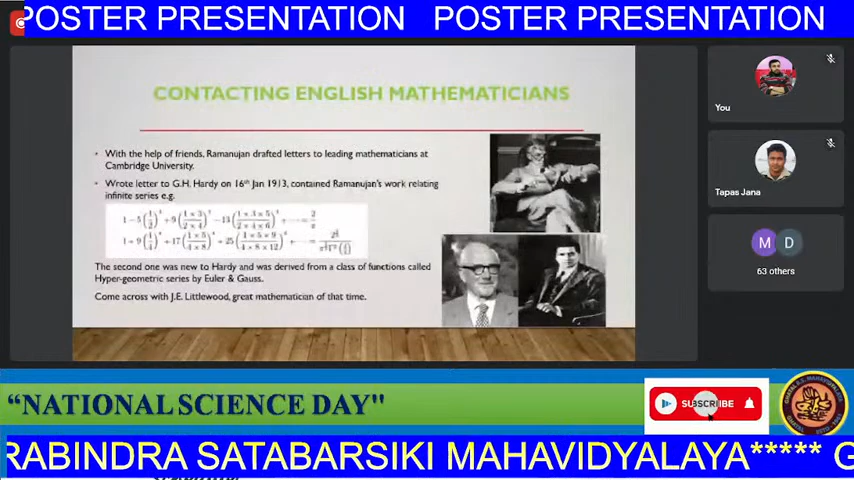 POSTER PRESENTATION POSTER PRESENTATION
CONTACTING ENGLISH MATHEMATICIANS
• With the help of friends, Ramanujan drafted letters to leading mathematicians at
Cambridge University.
• Wrote letter to G.H. Hardy on 16th Jan 1913, contained Ramanujan's work relating
infinite series e.g.
The second one was new to Hardy and was derived from a class of functions called
Hyper-geometric series by Euler & Gauss.
Come across with J.E. Littlewood, great mathematician of that time.
You
Tapas Jana
M D
63 others
"NATIONAL SCIENCE DAY"
SUBSCRIBE
RABINDRA SATABARSIKI MAHAVIDYALAYA***** G